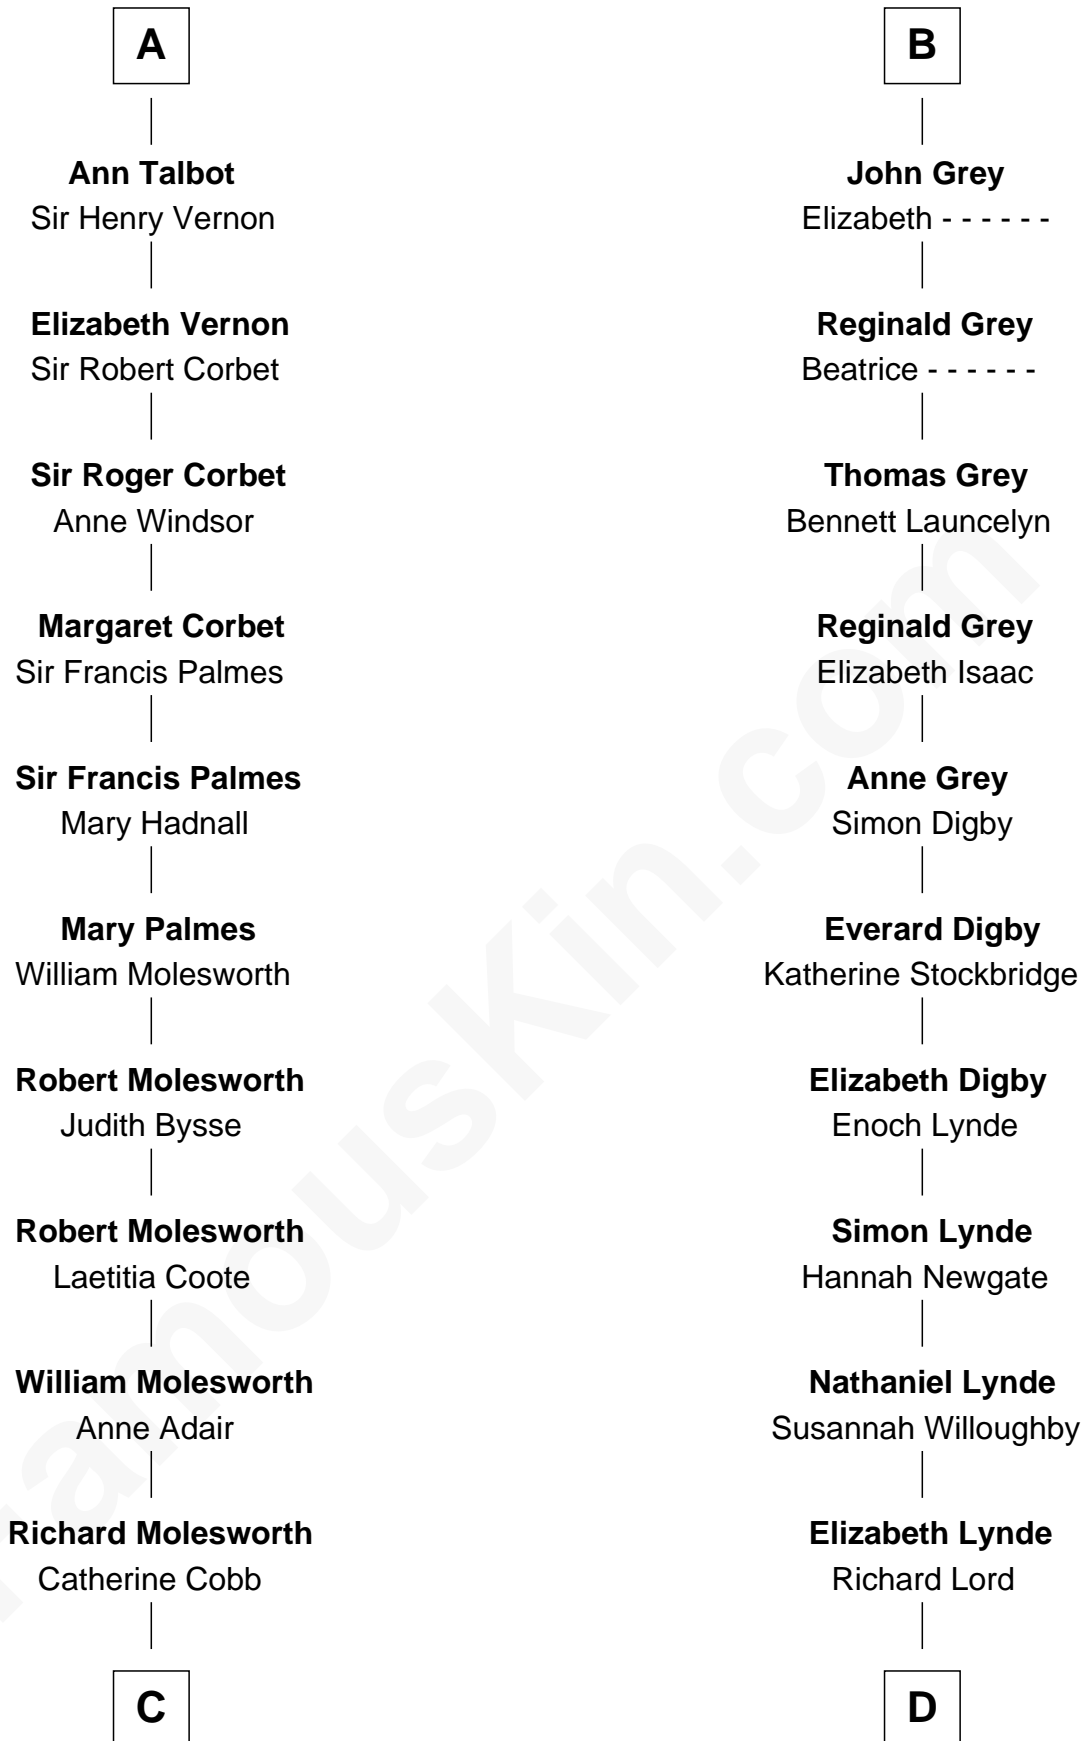 A
Ann Talbot
Sir Henry Vernon
Elizabeth Vernon
Sir Robert Corbet
Sir Roger Corbet
Anne Windsor
Margaret Corbet
Sir Francis Palmes
Sir Francis Palmes
Mary Hadnall
Mary Palmes
William Molesworth
Robert Molesworth
Judith Bysse
Robert Molesworth
Laetitia Coote
William Molesworth
Anne Adair
Richard Molesworth
Catherine Cobb
C
B
John Grey
Elizabeth - - - - - -
Reginald Grey
Beatrice - - - - - -
Thomas Grey
Bennett Launcelyn
Reginald Grey
Elizabeth Isaac
Anne Grey
Simon Digby
Everard Digby
Katherine Stockbridge
Elizabeth Digby
Enoch Lynde
Simon Lynde
Hannah Newgate
Nathaniel Lynde
Susannah Willoughby
Elizabeth Lynde
Richard Lord
D
FamousKin.com